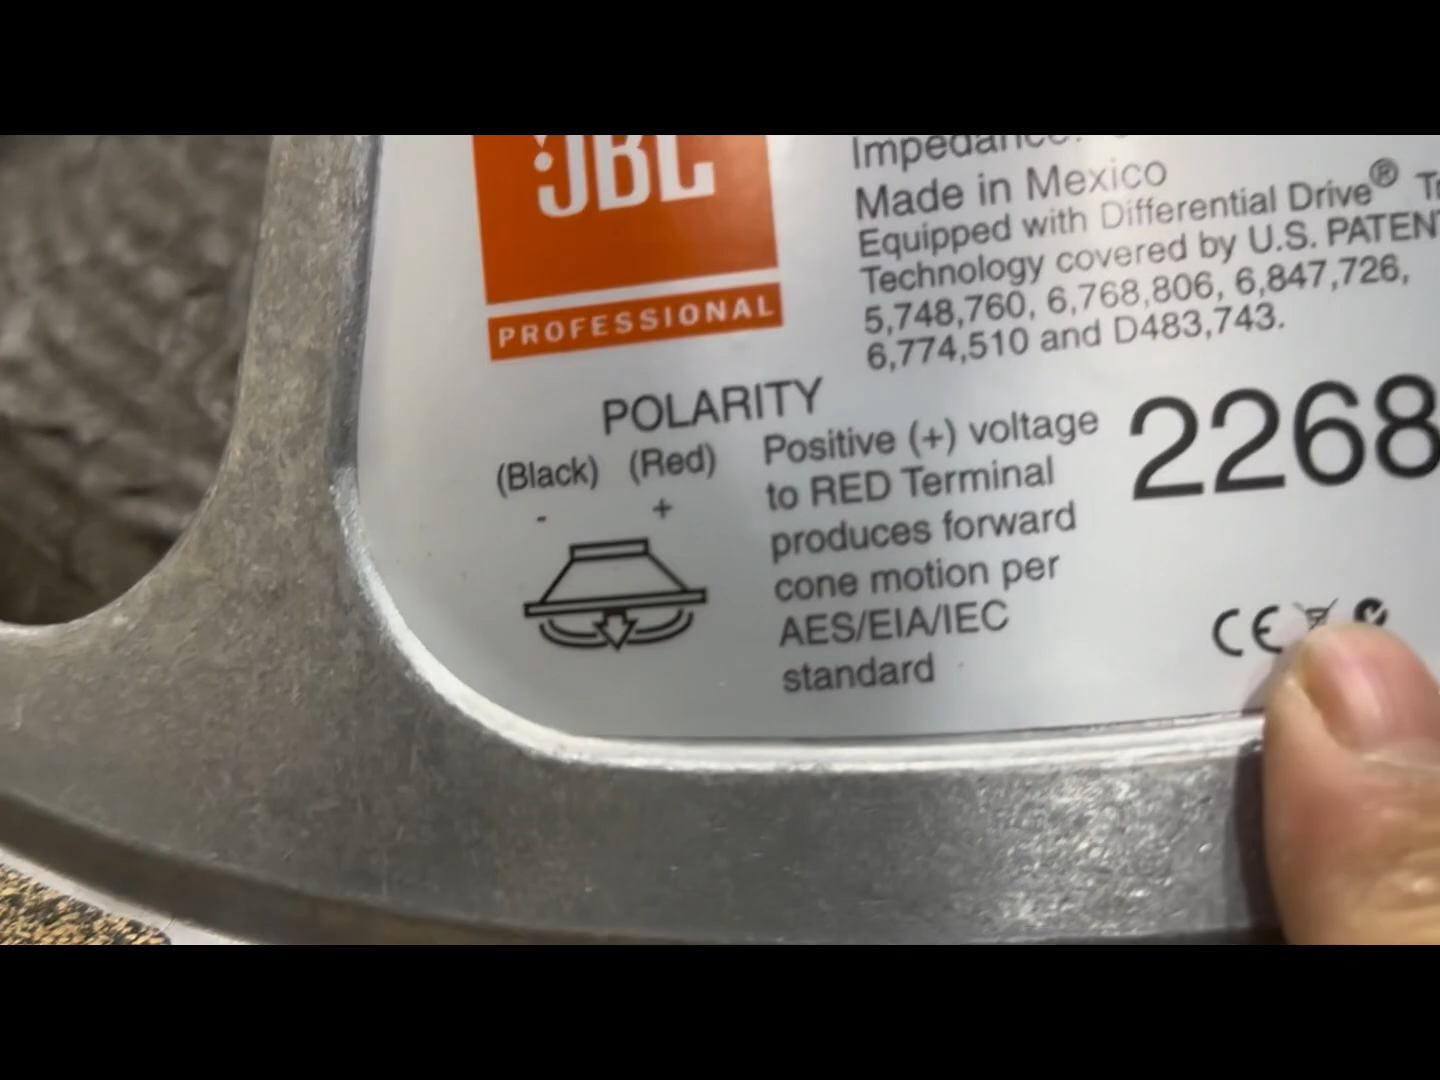 JBL
PROFESSIONAL
Impedance:
Made in Mexico
Equipped with Differential Drive®
Technology covered by U.S. PATENT
5,748,760, 6,768,806, 6,847,726,
6,774,510 and D483,743.
POLARITY
(Black) (Red)
- +
Positive (+) voltage
to RED Terminal
produces forward
cone motion per
AES/EIA/IEC
standard
2268
CE